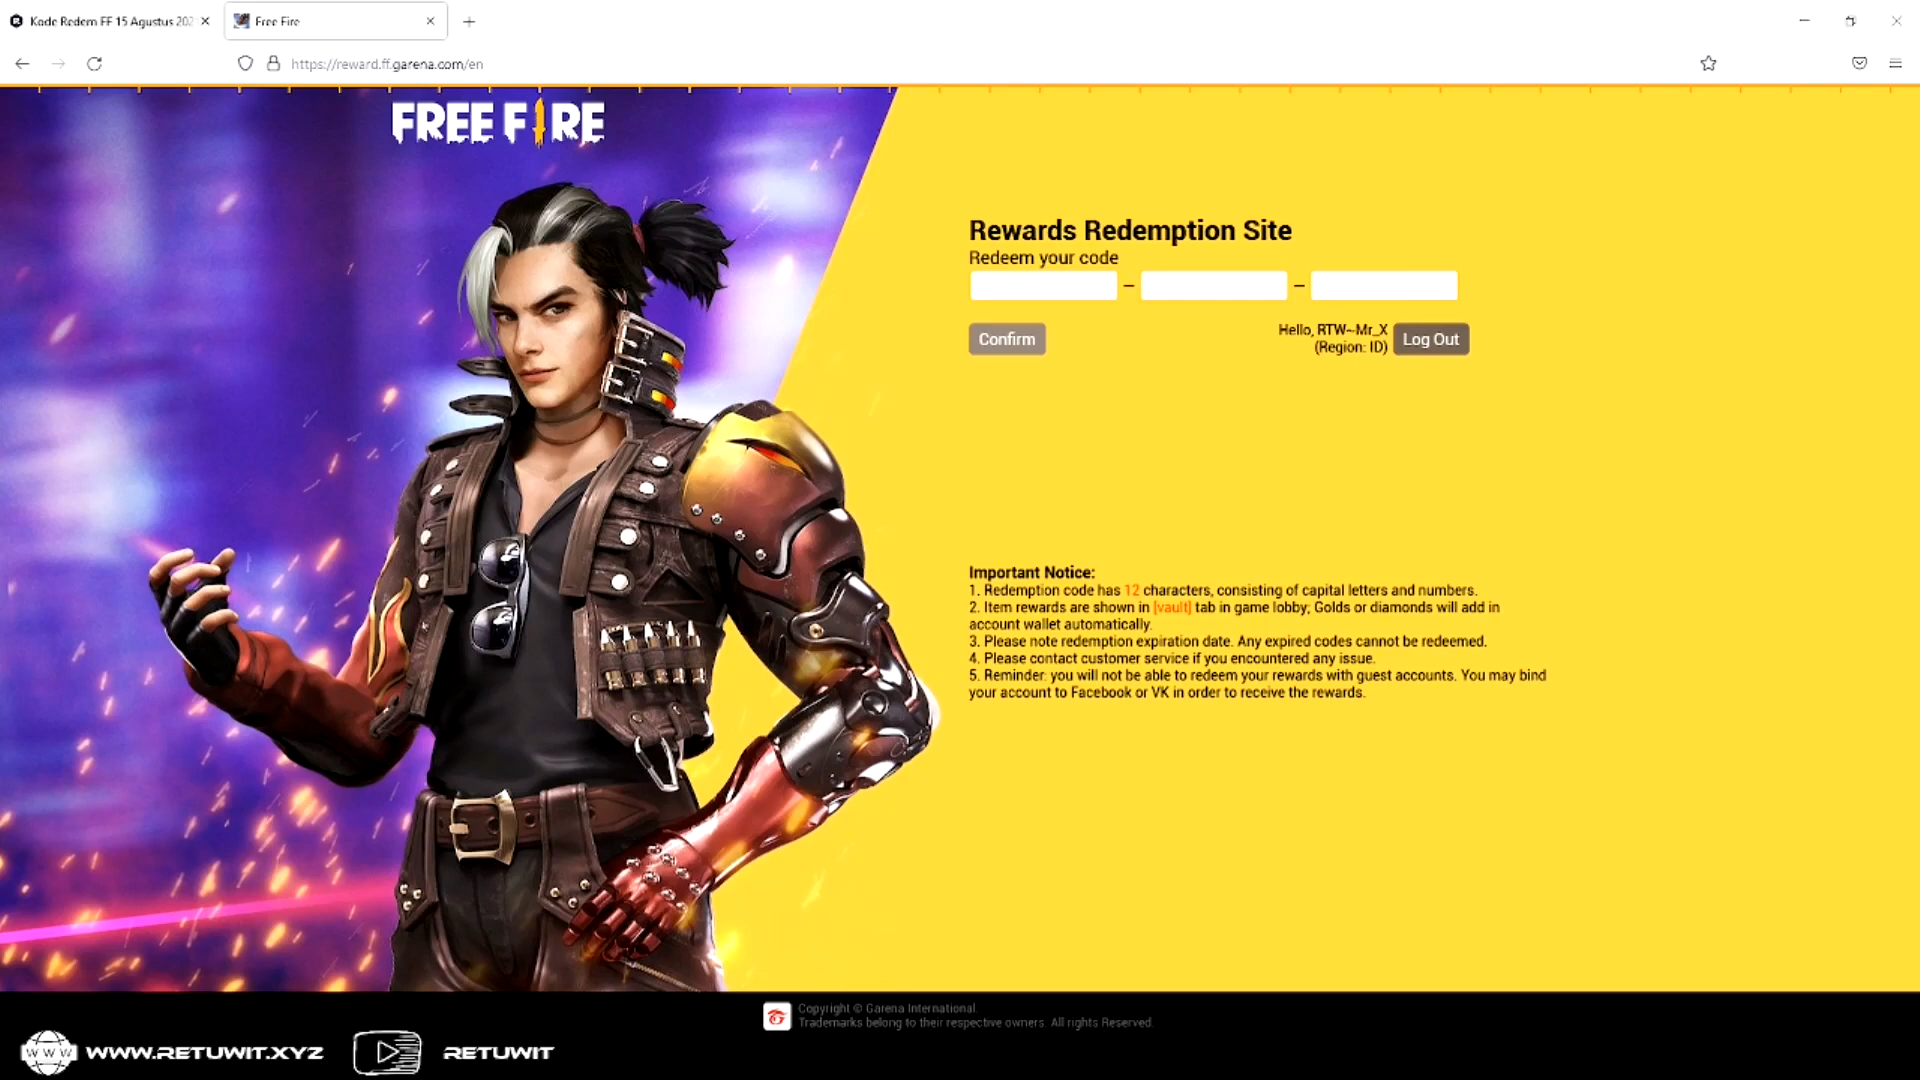 Kode Redem FF 15 Agustus 202
Free Fire
https://reward.ff.garena.com/en
FREE FIRE
Rewards Redemption Site
Redeem your code
– –
Confirm
Hello, RTW~Mr_X
(Region: ID)
Log Out
Important Notice:
1. Redemption code has 12 characters, consisting of capital letters and numbers.
2. Item rewards are shown in [vault] tab in game lobby; Golds or diamonds will add in
account wallet automatically.
3. Please note redemption expiration date. Any expired codes cannot be redeemed.
4. Please contact customer service if you encountered any issue.
5. Reminder: you will not be able to redeem your rewards with guest accounts. You may bind
your account to Facebook or VK in order to receive the rewards.
Copyright © Garena International.
Trademarks belong to their respective owners. All rights Reserved.
WWW
WWW.RETUWIT.XYZ
RETUWIT